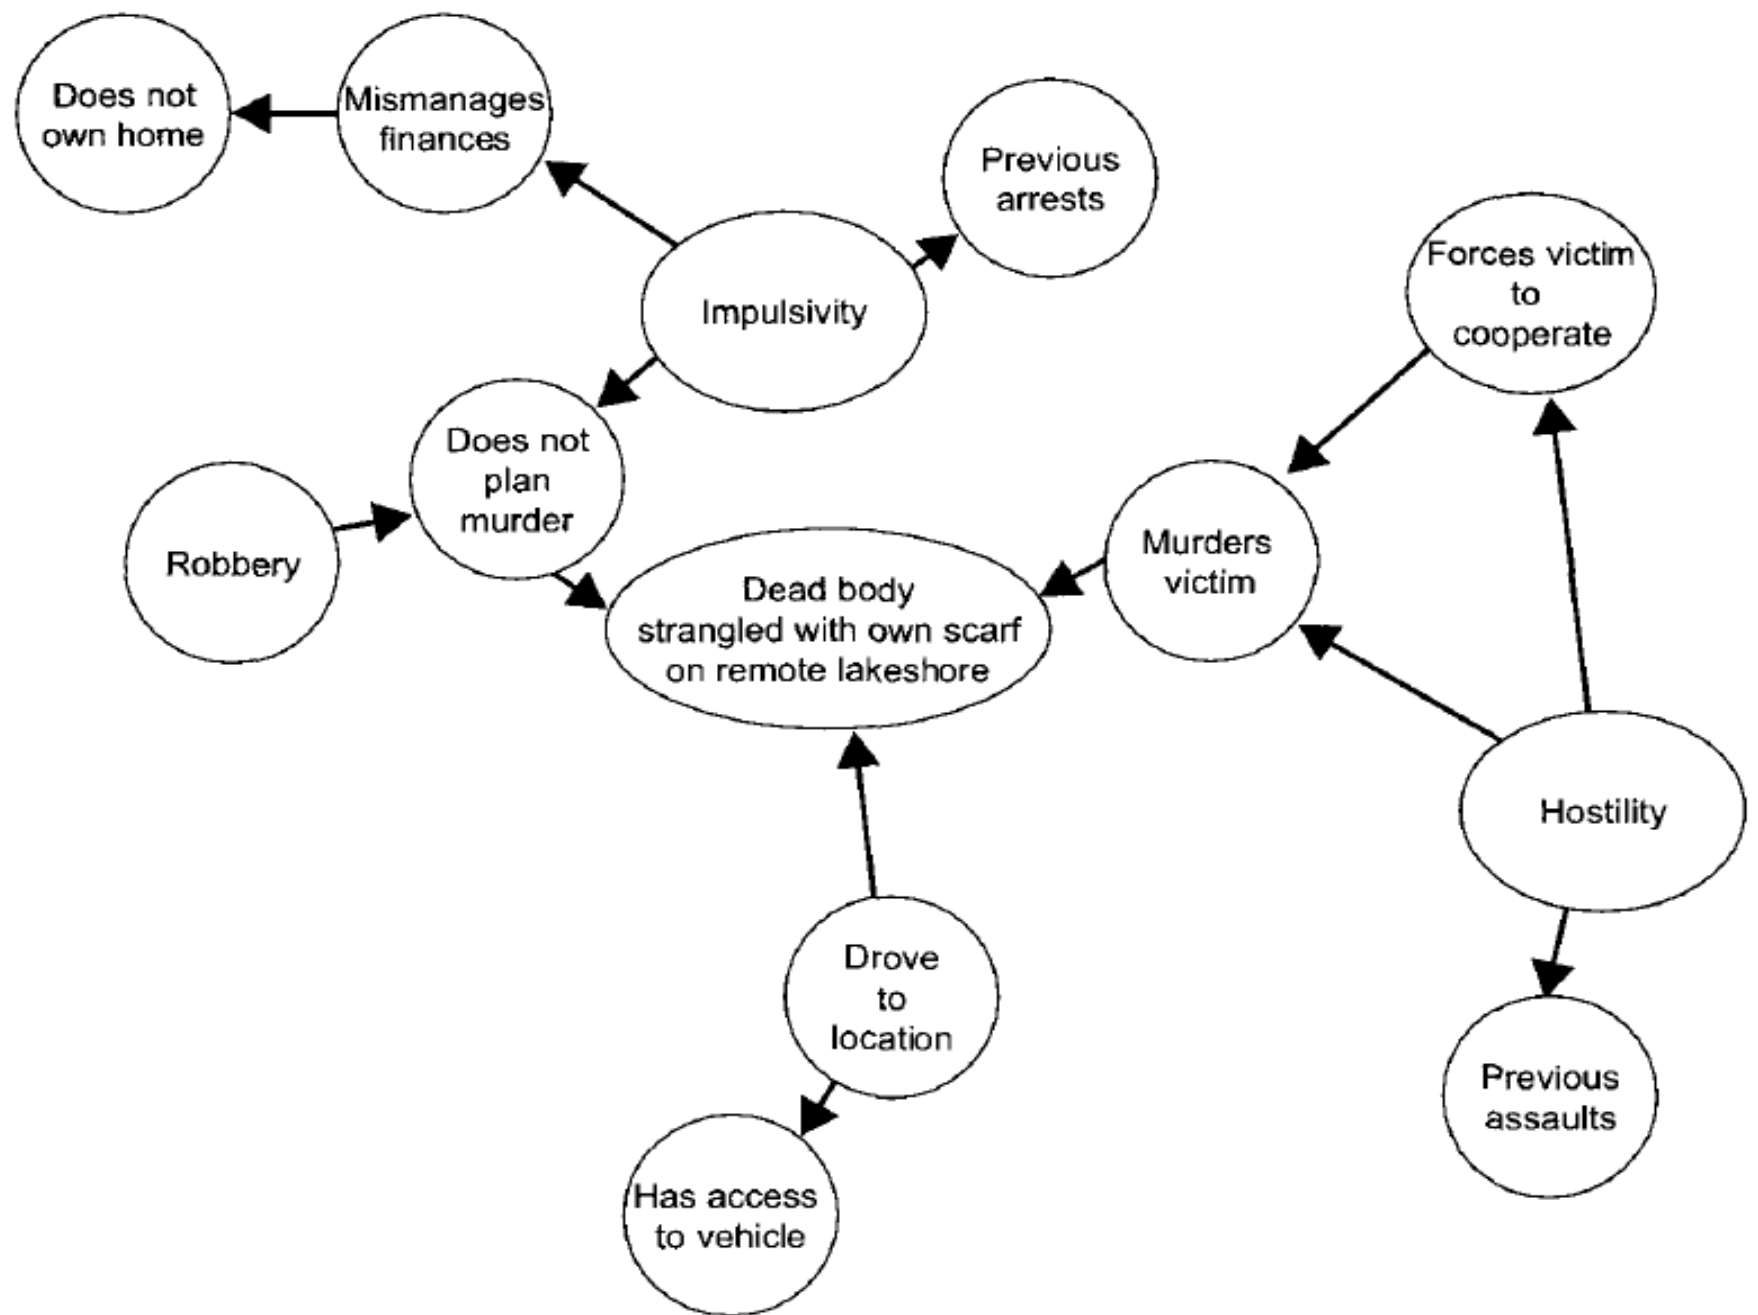 Does not
own home
Mismanages
finances
Previous
arrests
Impulsivity
Forces victim
to
cooperate
Does not
plan
murder
Robbery
Dead body
strangled with own scarf
on remote lakeshore
Murders
victim
Hostility
Drove
to
location
Previous
assaults
Has access
to vehicle